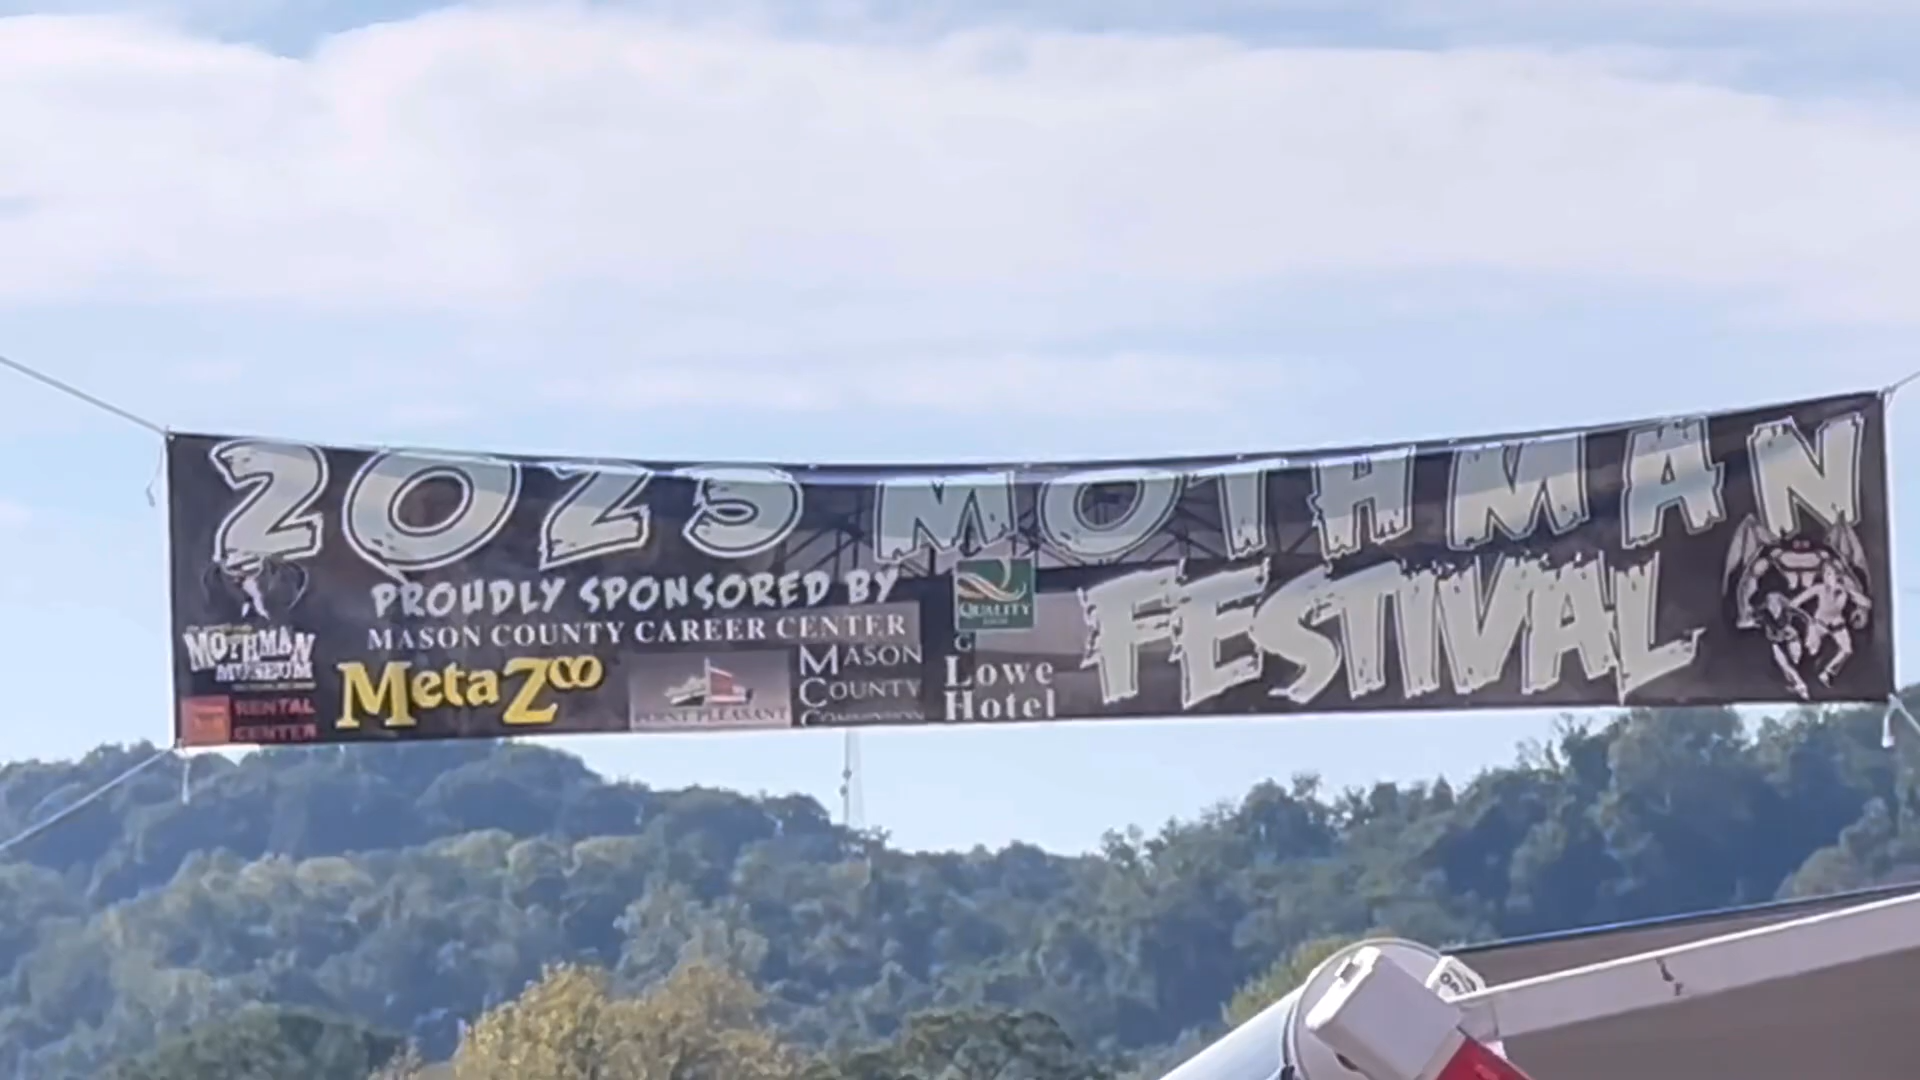 2023 MOTHMAN
FESTIVAL
PROUDLY SPONSORED BY
MASON COUNTY CAREER CENTER
MOTHMAN
MUSEUM
RENTAL
CENTER
MetaZoo
POINT PLEASANT
MASON
COUNTY
COMMISSION
QUALITY
Lowe
Hotel